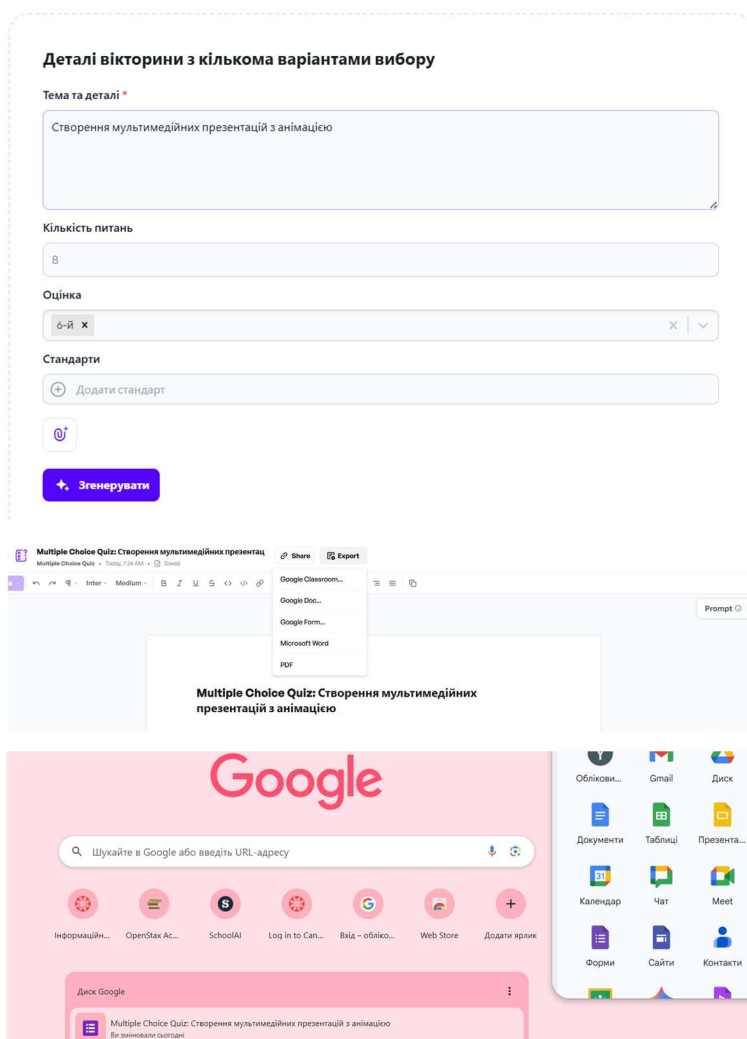 Деталі вікторини з кількома варіантами вибору
Тема та деталі *
Створення мультимедійних презентацій з анімацією
Кількість питань
8
Оцінка
6-й ×
Стандарти
Додати стандарт
Згенерувати
Multiple Choice Quiz: Створення мультимедійних презентац
Share
Export
Multiple Choice Quiz • Today, 7:24 AM • Saved
Inter
Medium
B I U S
Google Classroom...
Google Doc...
Google Form...
Microsoft Word
PDF
Prompt
Multiple Choice Quiz: Створення мультимедійних
презентацій з анімацією
Google
Шукайте в Google або введіть URL-адресу
Інформаційн...
OpenStax Ac...
SchoolAI
Log in to Can...
Вхід – обліко...
Web Store
Додати ярлик
Диск Google
Multiple Choice Quiz: Створення мультимедійних презентацій з анімацією
Ви змінювали сьогодні
Облікови...
Gmail
Диск
Документи
Таблиці
Презента...
31
Календар
Чат
Meet
Форми
Сайти
Контакти